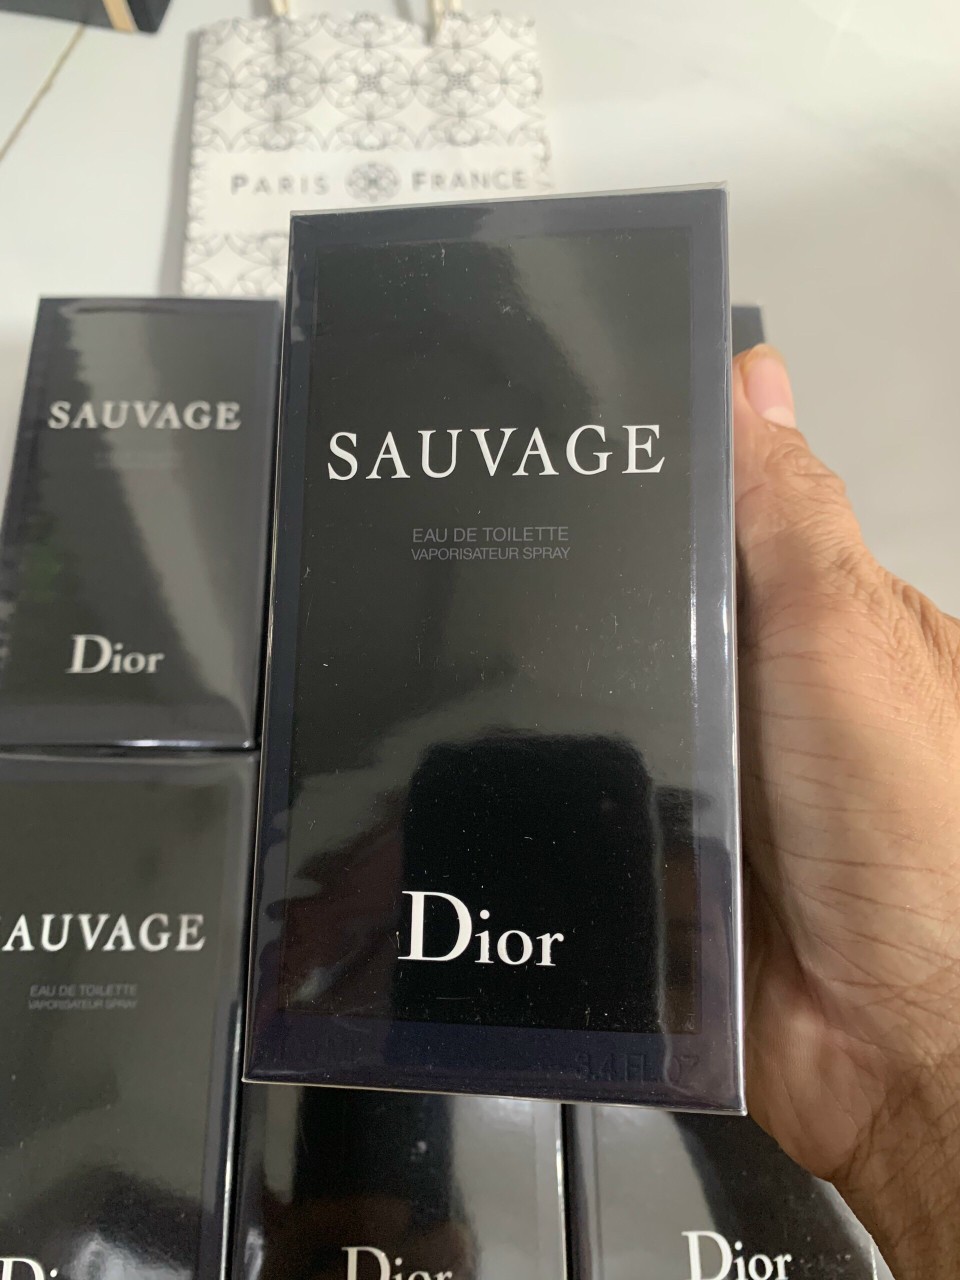 PARIS FRANCE
SAUVAGE
EAU DE TOILETTE
VAPORISATEUR SPRAY
Dior
3.4 FL. OZ
SAUVAGE
Dior
AUVAGE
EAU DE TOILETTE
VAPORISATEUR SPRAY
Dior
Dior